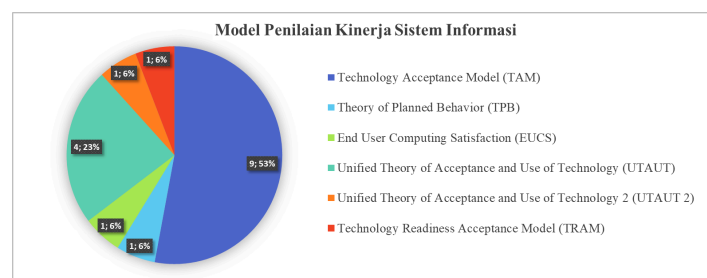 Model Penilaian Kinerja Sistem Informasi
1; 6%
1; 6%
4; 23%
9; 53%
1; 6%
1; 6%
Technology Acceptance Model (TAM)
Theory of Planned Behavior (TPB)
End User Computing Satisfaction (EUCS)
Unified Theory of Acceptance and Use of Technology (UTAUT)
Unified Theory of Acceptance and Use of Technology 2 (UTAUT 2)
Technology Readiness Acceptance Model (TRAM)